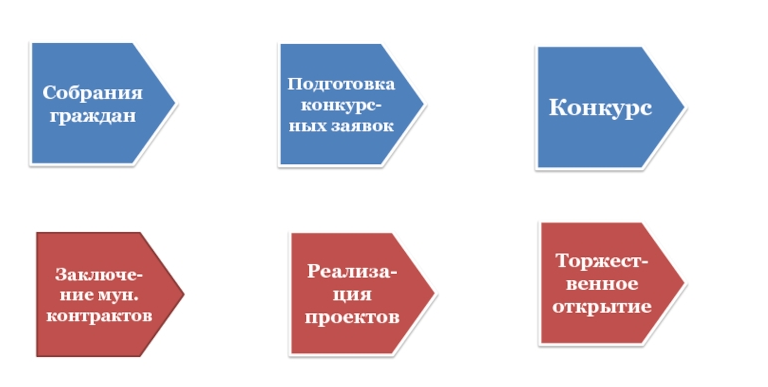 Собрания
граждан
Подготовка
конкурс-
ных заявок
Конкурс
Заключе-
ние мун.
контрактов
Реализа-
ция
проектов
Торжест-
венное
открытие